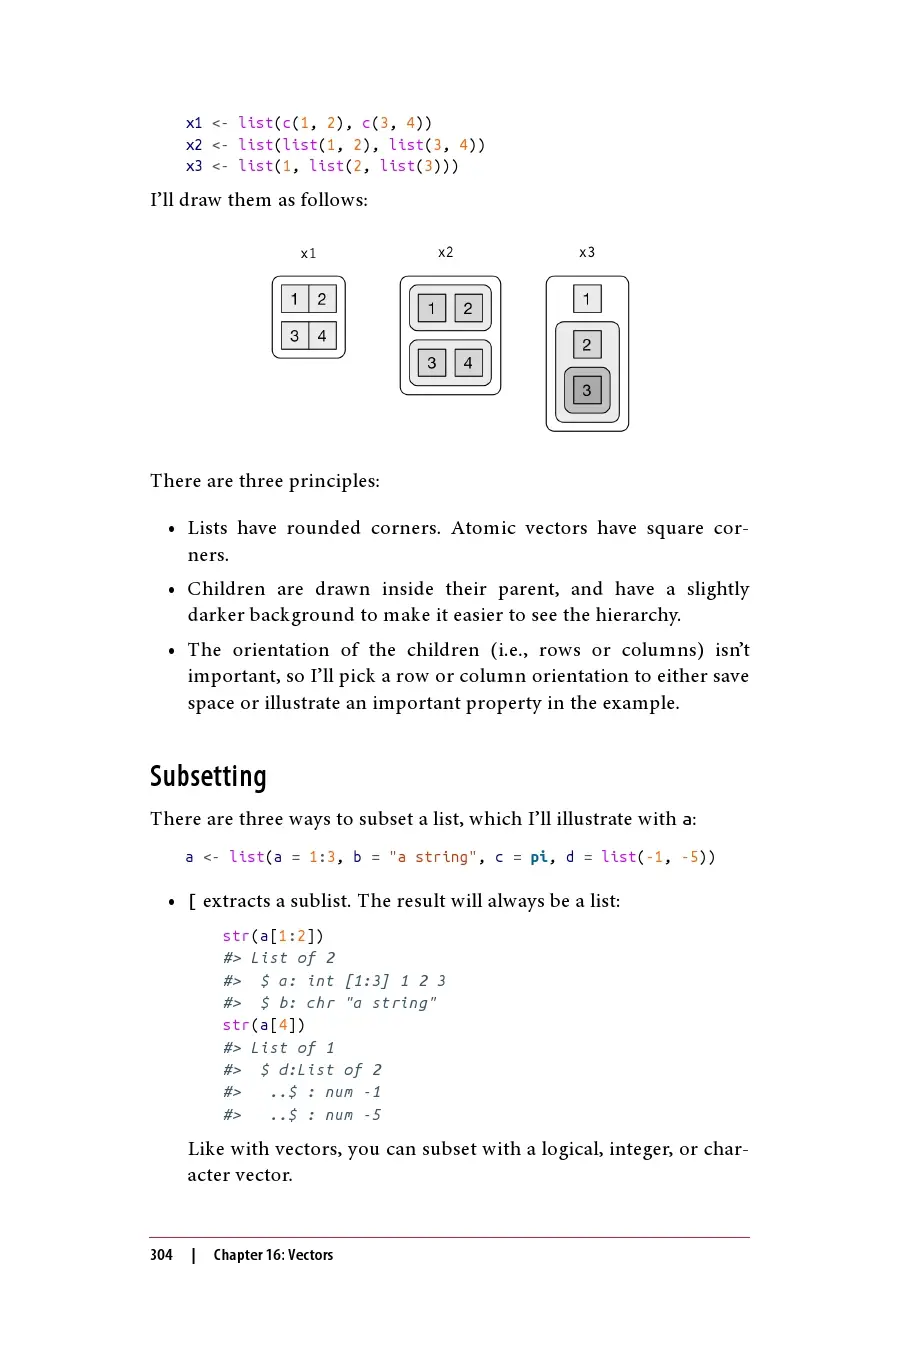 x1 <- list(c(1, 2), c(3, 4))
x2 <- list(list(1, 2), list(3, 4))
x3 <- list(1, list(2, list(3)))
I’ll draw them as follows:
x1 x2 x3
1 2
3 4
1 2
3 4
1
2
3
There are three principles:
• Lists have rounded corners. Atomic vectors have square cor-
ners.
• Children are drawn inside their parent, and have a slightly
darker background to make it easier to see the hierarchy.
• The orientation of the children (i.e., rows or columns) isn’t
important, so I’ll pick a row or column orientation to either save
space or illustrate an important property in the example.
Subsetting
There are three ways to subset a list, which I’ll illustrate with a:
a <- list(a = 1:3, b = "a string", c = pi, d = list(-1, -5))
• [ extracts a sublist. The result will always be a list:
str(a[1:2])
#> List of 2
#>  $ a: int [1:3] 1 2 3
#>  $ b: chr "a string"
str(a[4])
#> List of 1
#>  $ d:List of 2
#>   ..$ : num -1
#>   ..$ : num -5
Like with vectors, you can subset with a logical, integer, or char-
acter vector.
304 | Chapter 16: Vectors